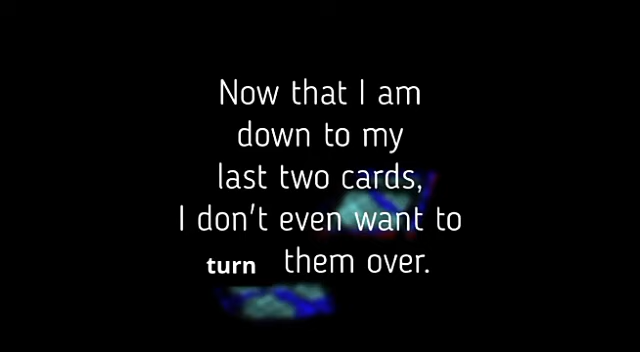 Now that I am
down to my
last two cards,
I don't even want to
turn them over.